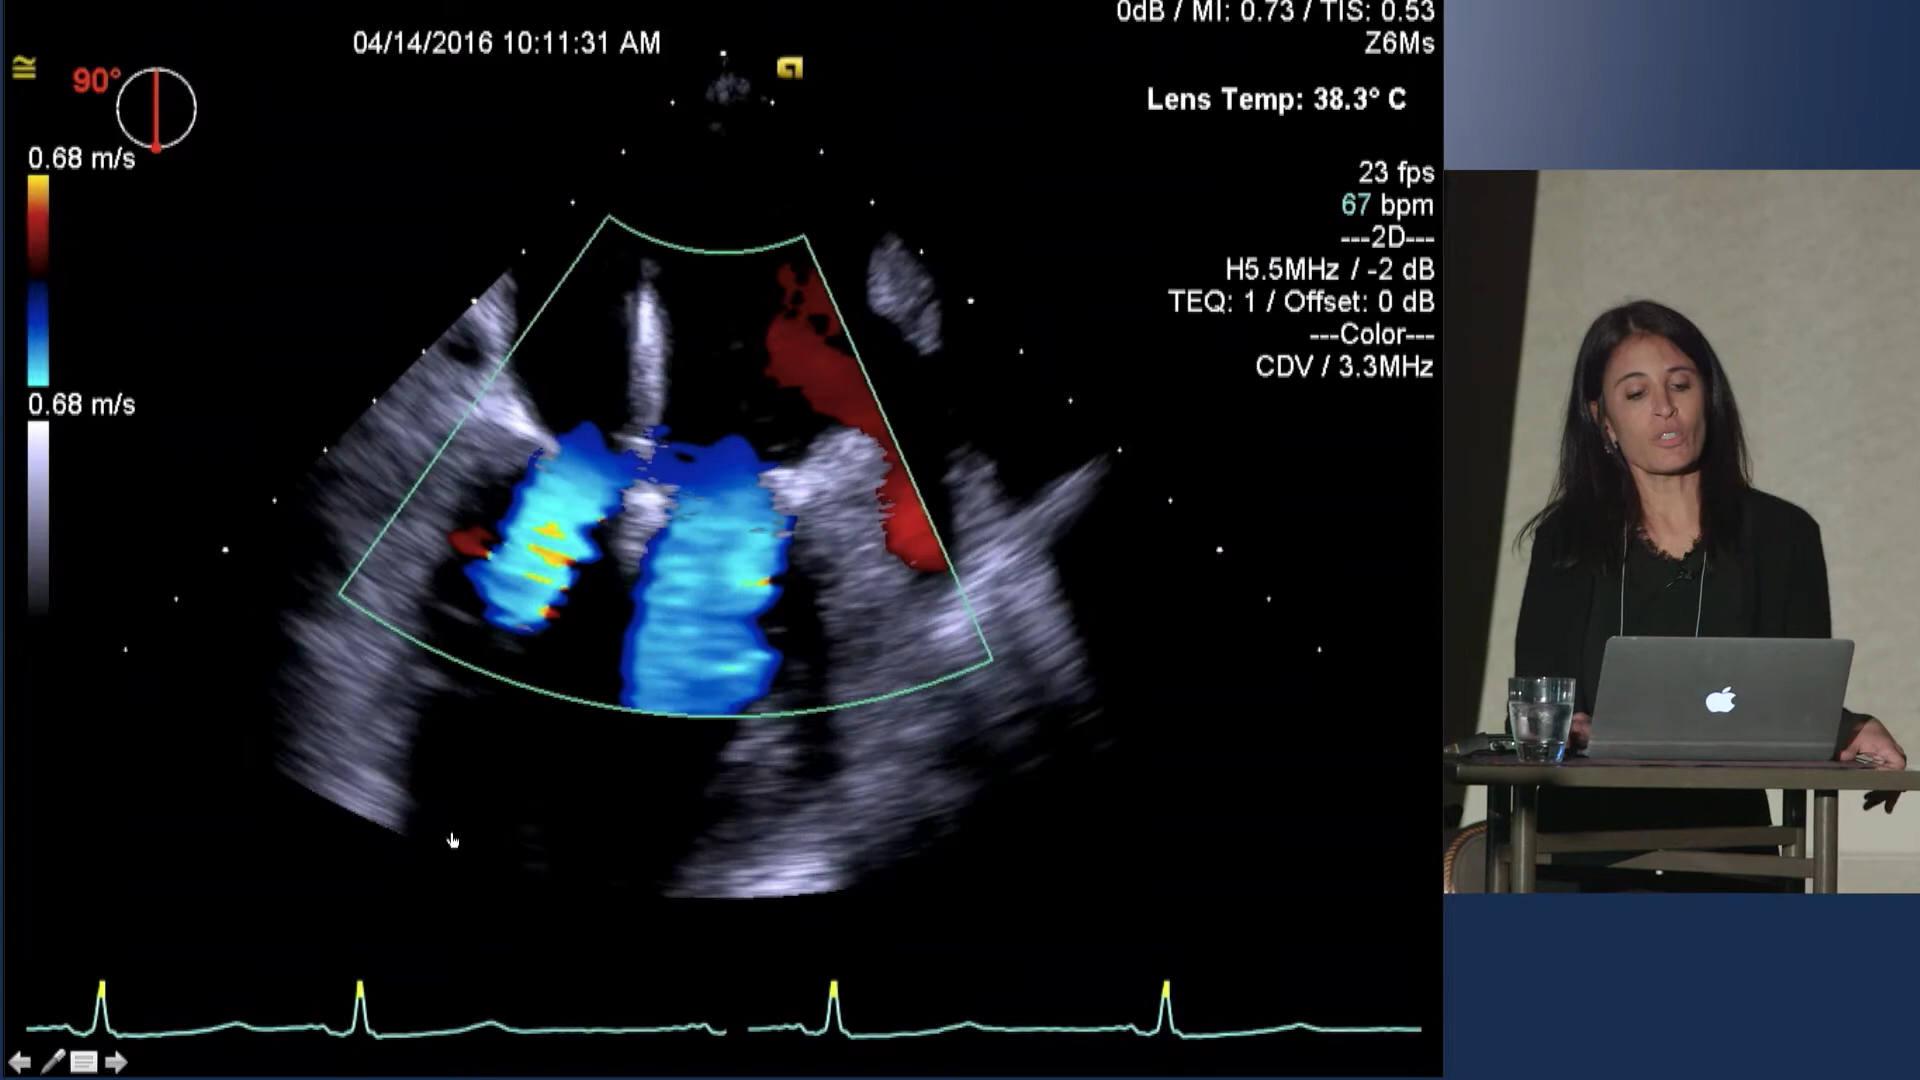 0dB / MI: 0.73 / TIS: 0.53
04/14/2016 10:11:31 AM
Z6Ms
90°
Lens Temp: 38.3° C
0.68 m/s
23 fps
67 bpm
---2D---
H5.5MHz / -2 dB
TEQ: 1 / Offset: 0 dB
---Color---
CDV / 3.3MHz
0.68 m/s